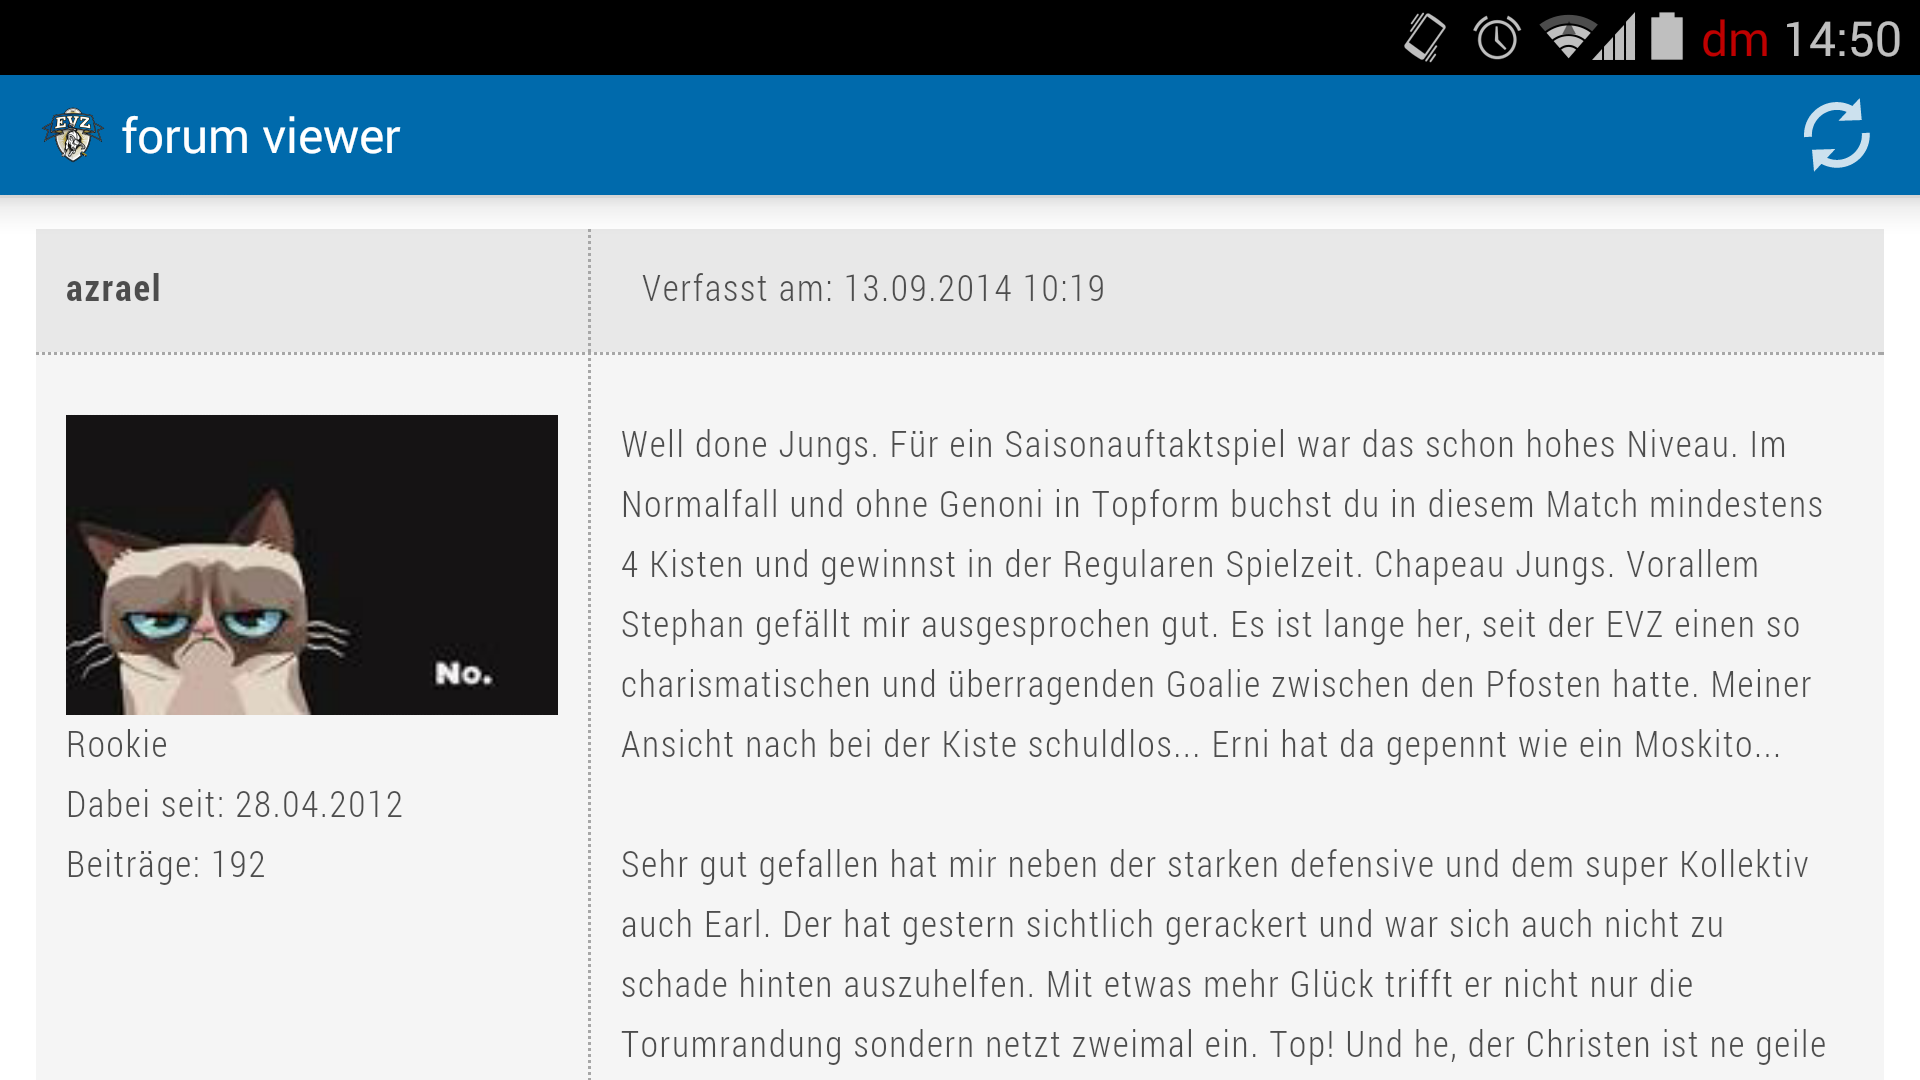 dm 14:50
EVZ forum viewer
azrael
Verfasst am: 13.09.2014 10:19
No.
Rookie
Dabei seit: 28.04.2012
Beiträge: 192
Well done Jungs. Für ein Saisonauftaktspiel war das schon hohes Niveau. Im
Normalfall und ohne Genoni in Topform buchst du in diesem Match mindestens
4 Kisten und gewinnst in der Regularen Spielzeit. Chapeau Jungs. Vorallem
Stephan gefällt mir ausgesprochen gut. Es ist lange her, seit der EVZ einen so
charismatischen und überragenden Goalie zwischen den Pfosten hatte. Meiner
Ansicht nach bei der Kiste schuldlos... Erni hat da gepennt wie ein Moskito...
Sehr gut gefallen hat mir neben der starken defensive und dem super Kollektiv
auch Earl. Der hat gestern sichtlich gerackert und war sich auch nicht zu
schade hinten auszuhelfen. Mit etwas mehr Glück trifft er nicht nur die
Torumrandung sondern netzt zweimal ein. Top! Und he, der Christen ist ne geile